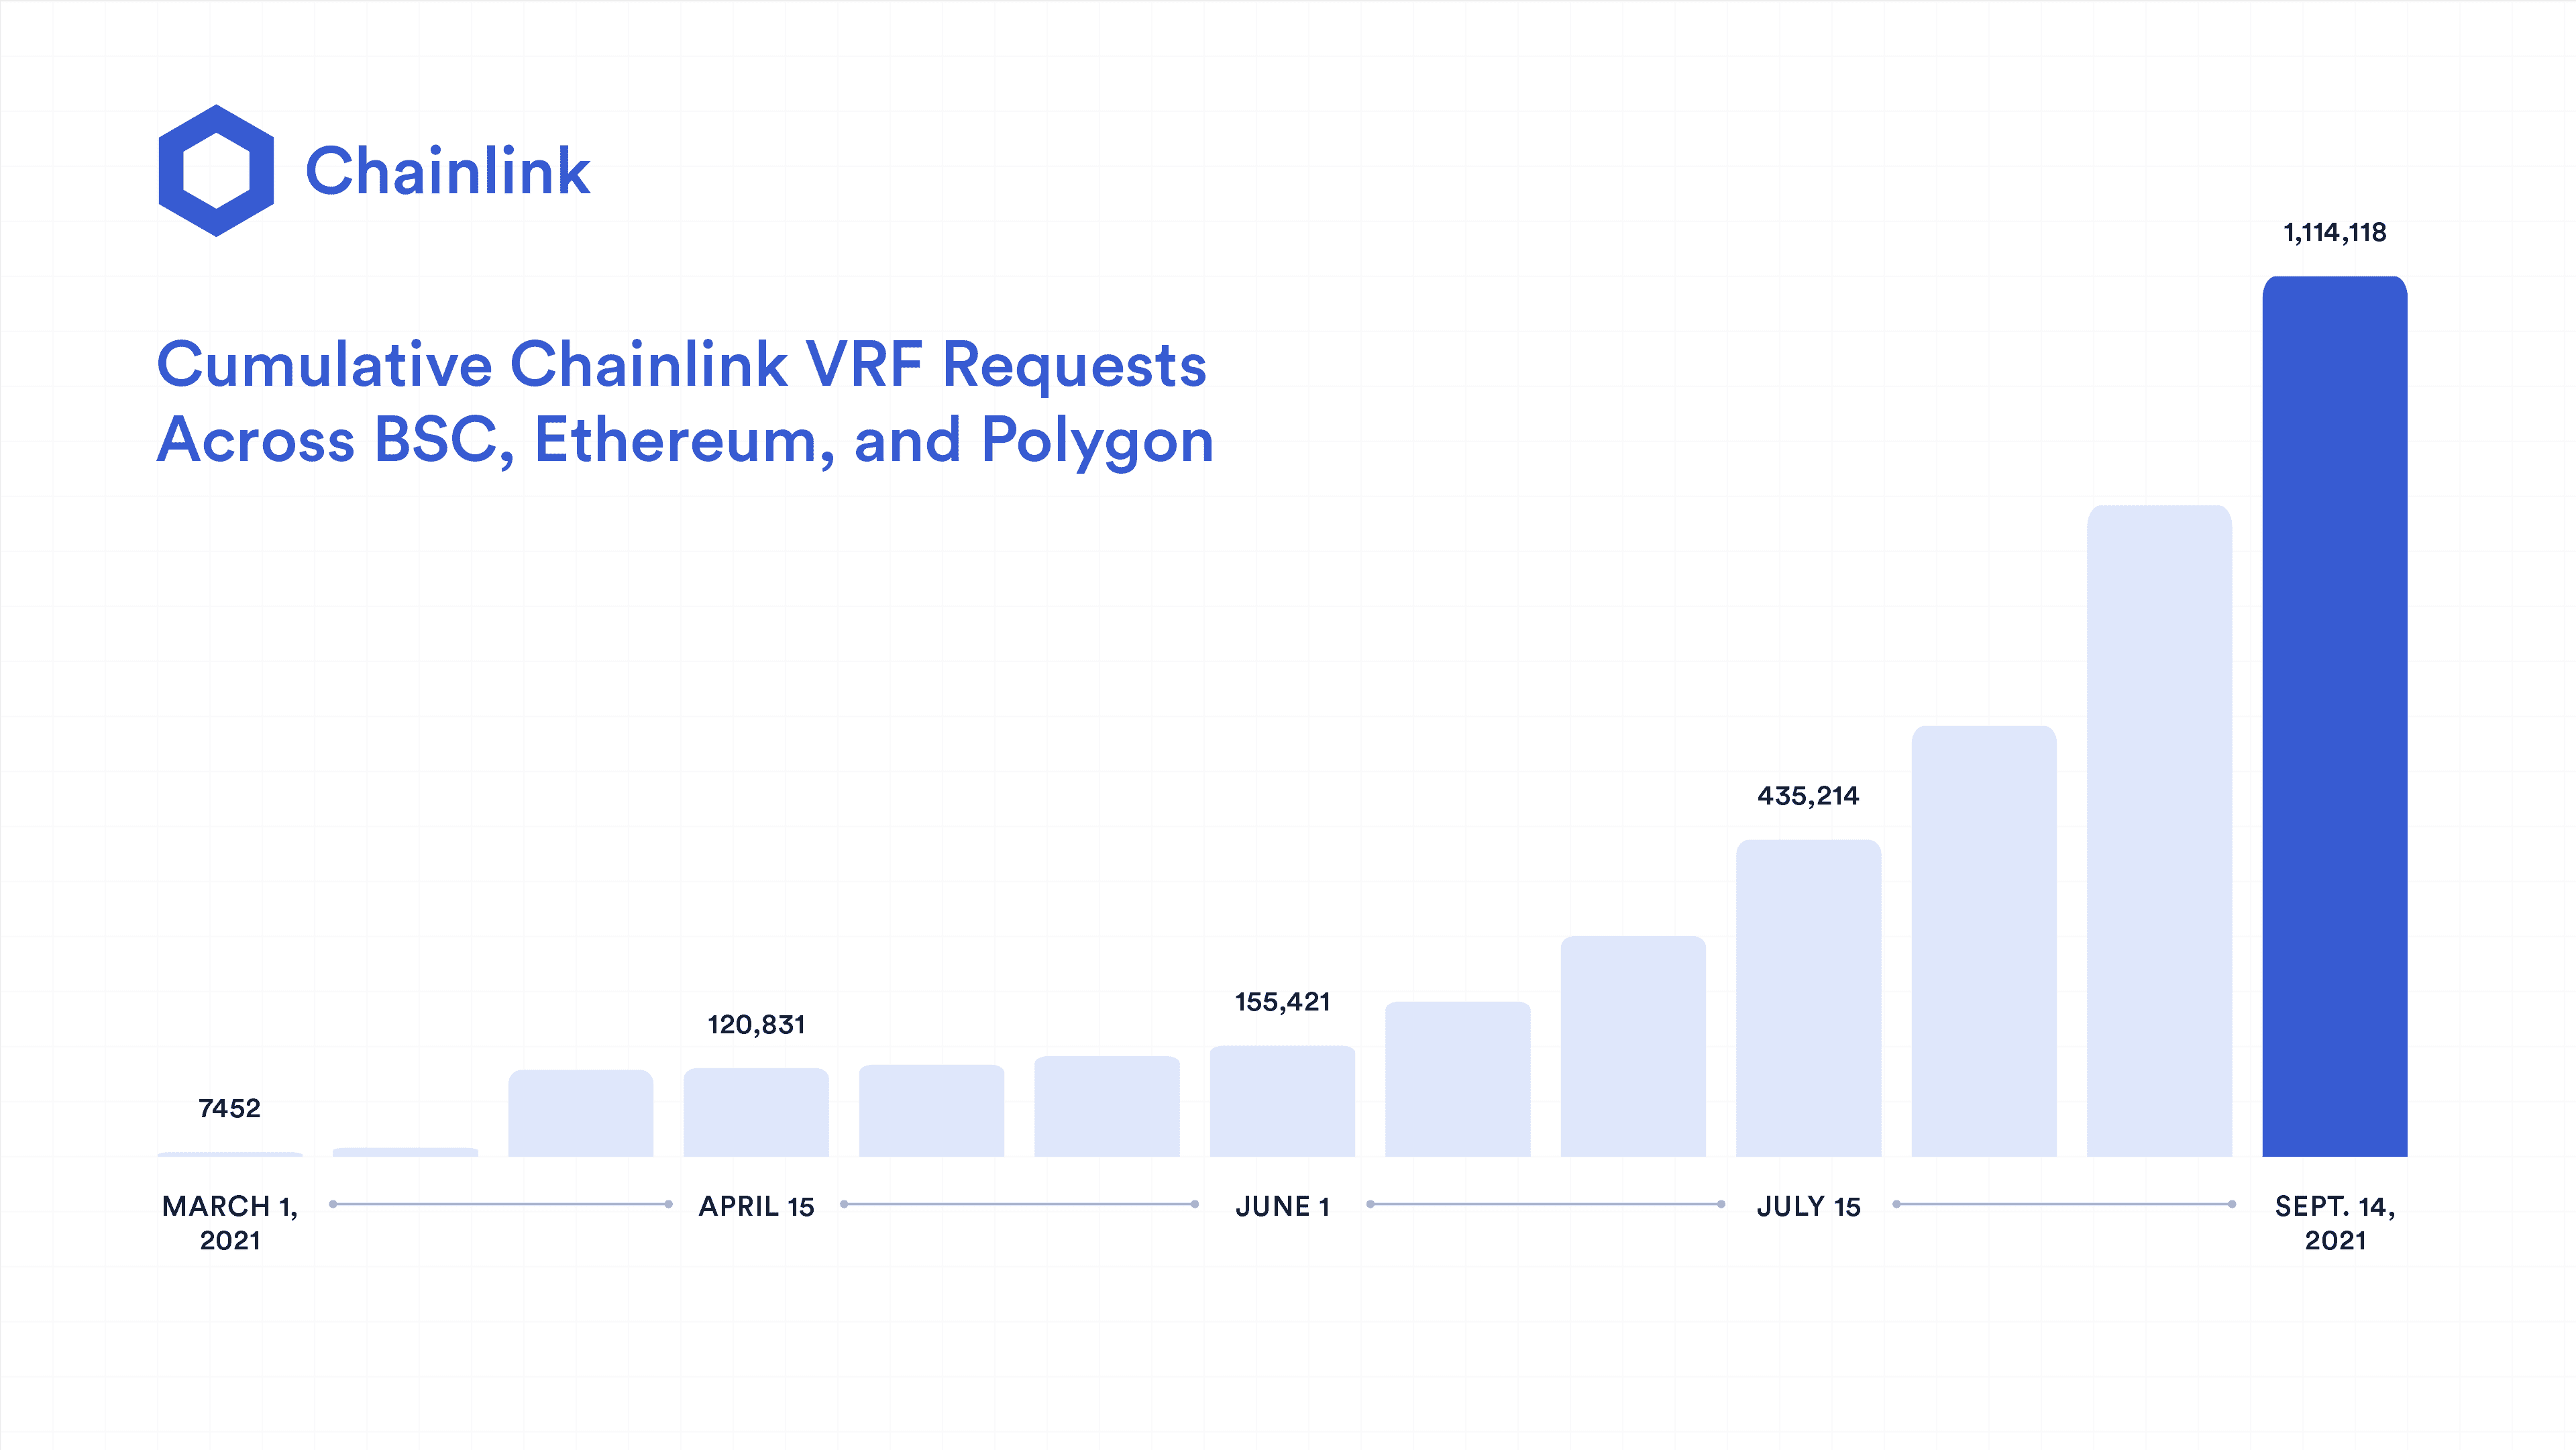 Chainlink
Cumulative Chainlink VRF Requests
Across BSC, Ethereum, and Polygon
7452
120,831
155,421
435,214
1,114,118
MARCH 1,
2021
APRIL 15
JUNE 1
JULY 15
SEPT. 14,
2021